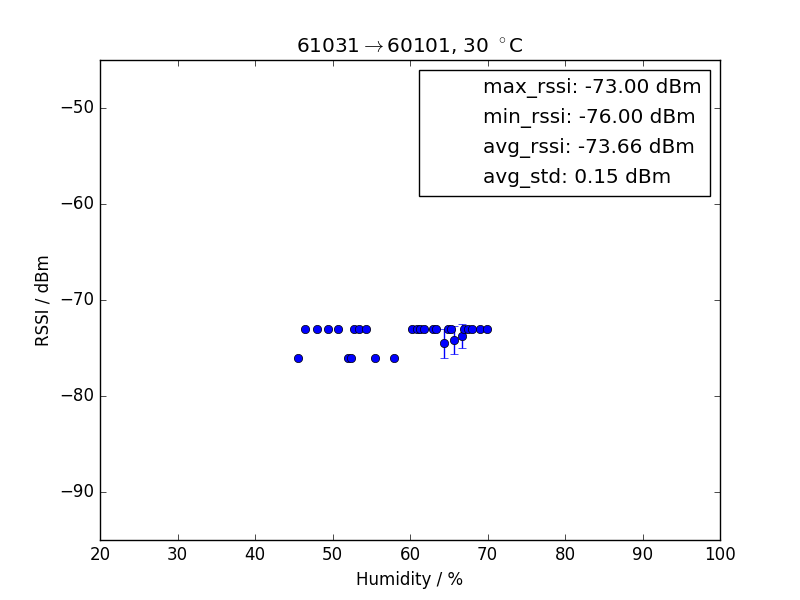 61031→60101, 30 °C
max_rssi: -73.00 dBm
min_rssi: -76.00 dBm
avg_rssi: -73.66 dBm
avg_std: 0.15 dBm
−50
−60
−70
−80
−90
RSSI / dBm
20 30 40 50 60 70 80 90 100
Humidity / %